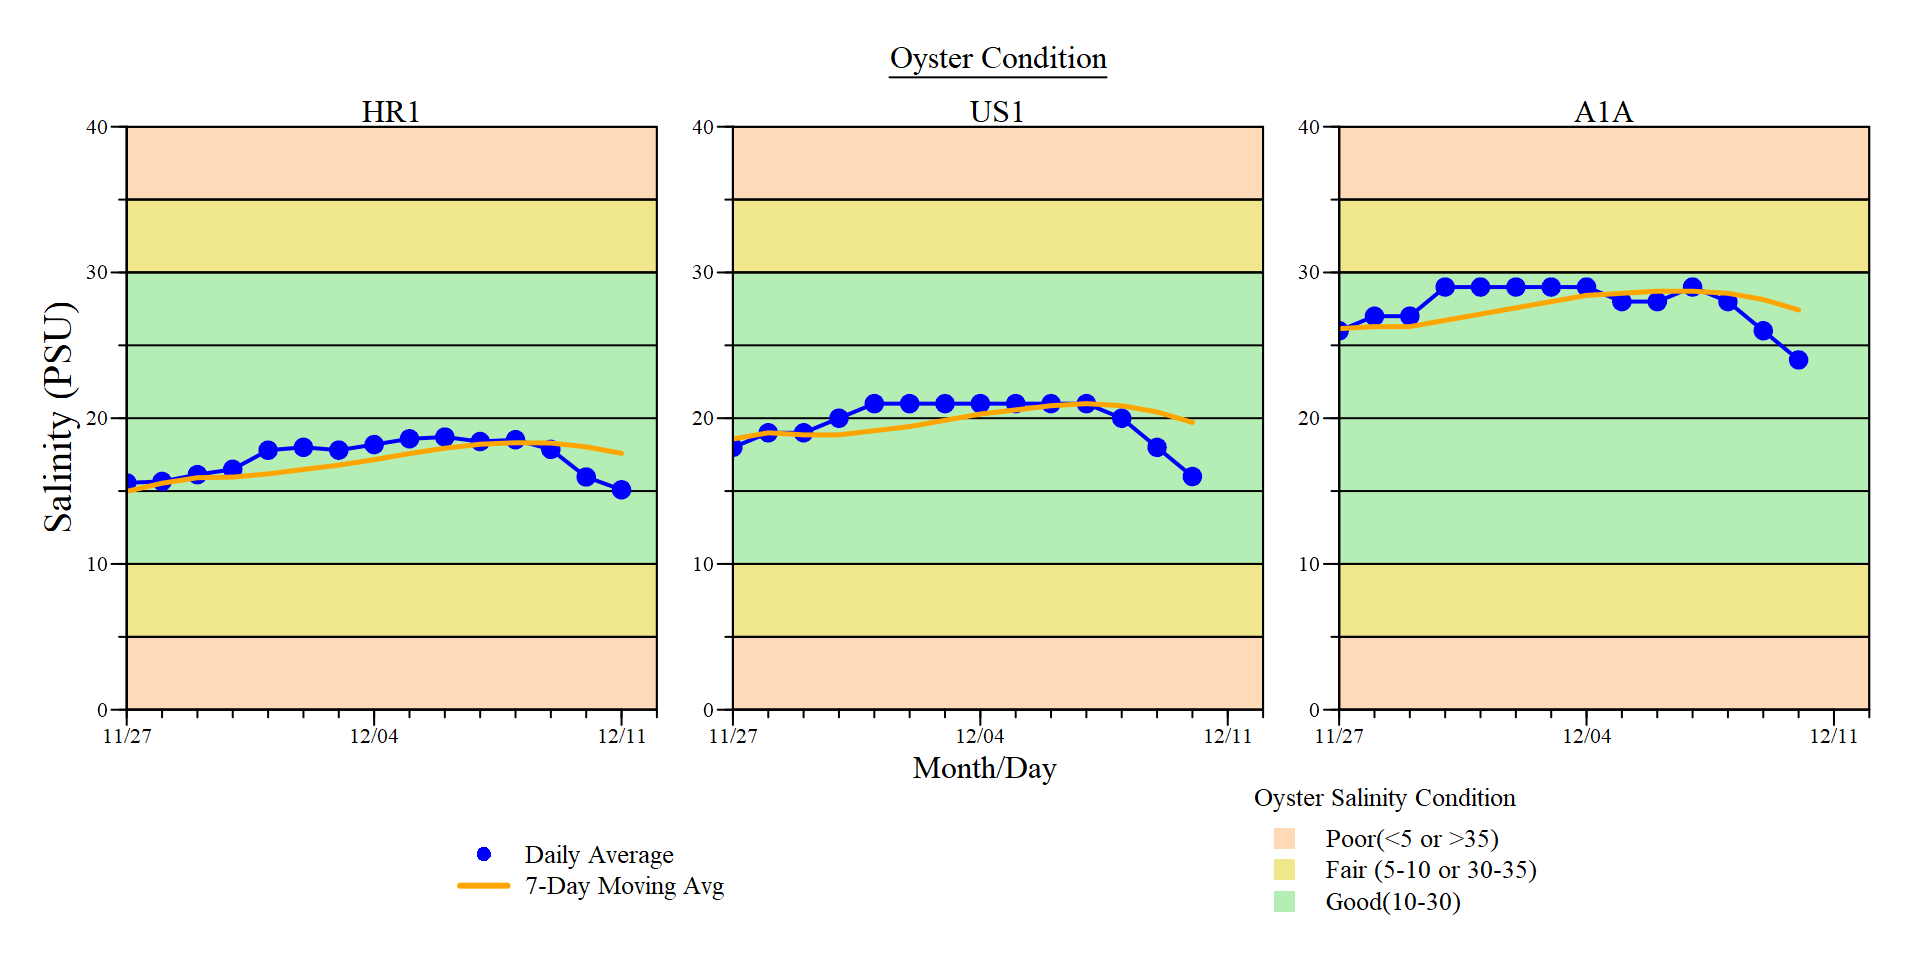 Oyster Condition
HR1
US1
A1A
Salinity (PSU)
40
30
20
10
0
11/27
12/04
12/11
40
30
20
10
0
11/27
12/04
12/11
40
30
20
10
0
11/27
12/04
12/11
Month/Day
Daily Average
7-Day Moving Avg
Oyster Salinity Condition
Poor(<5 or >35)
Fair (5-10 or 30-35)
Good(10-30)